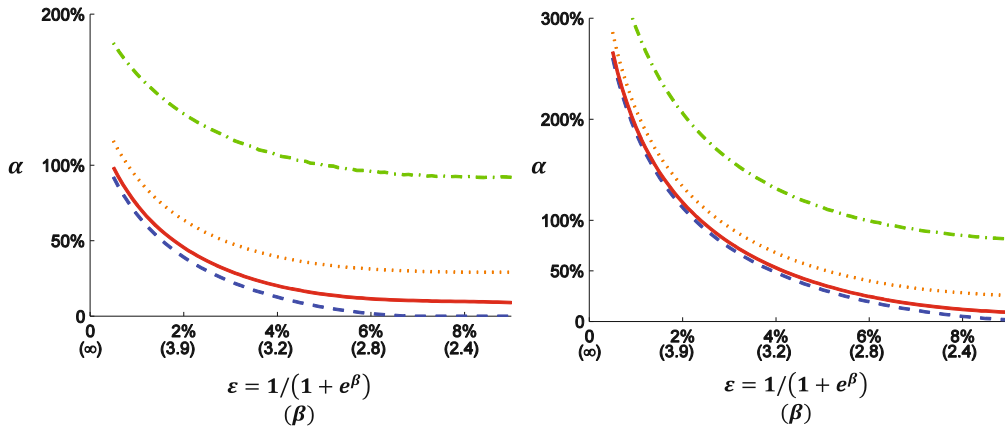 200%
100%
50%
0
α
0 2% 4% 6% 8%
(∞) (3.9) (3.2) (2.8) (2.4)
ε = 1/(1 + e^β)
(β)
300%
200%
100%
50%
0
α
0 2% 4% 6% 8%
(∞) (3.9) (3.2) (2.8) (2.4)
ε = 1/(1 + e^β)
(β)